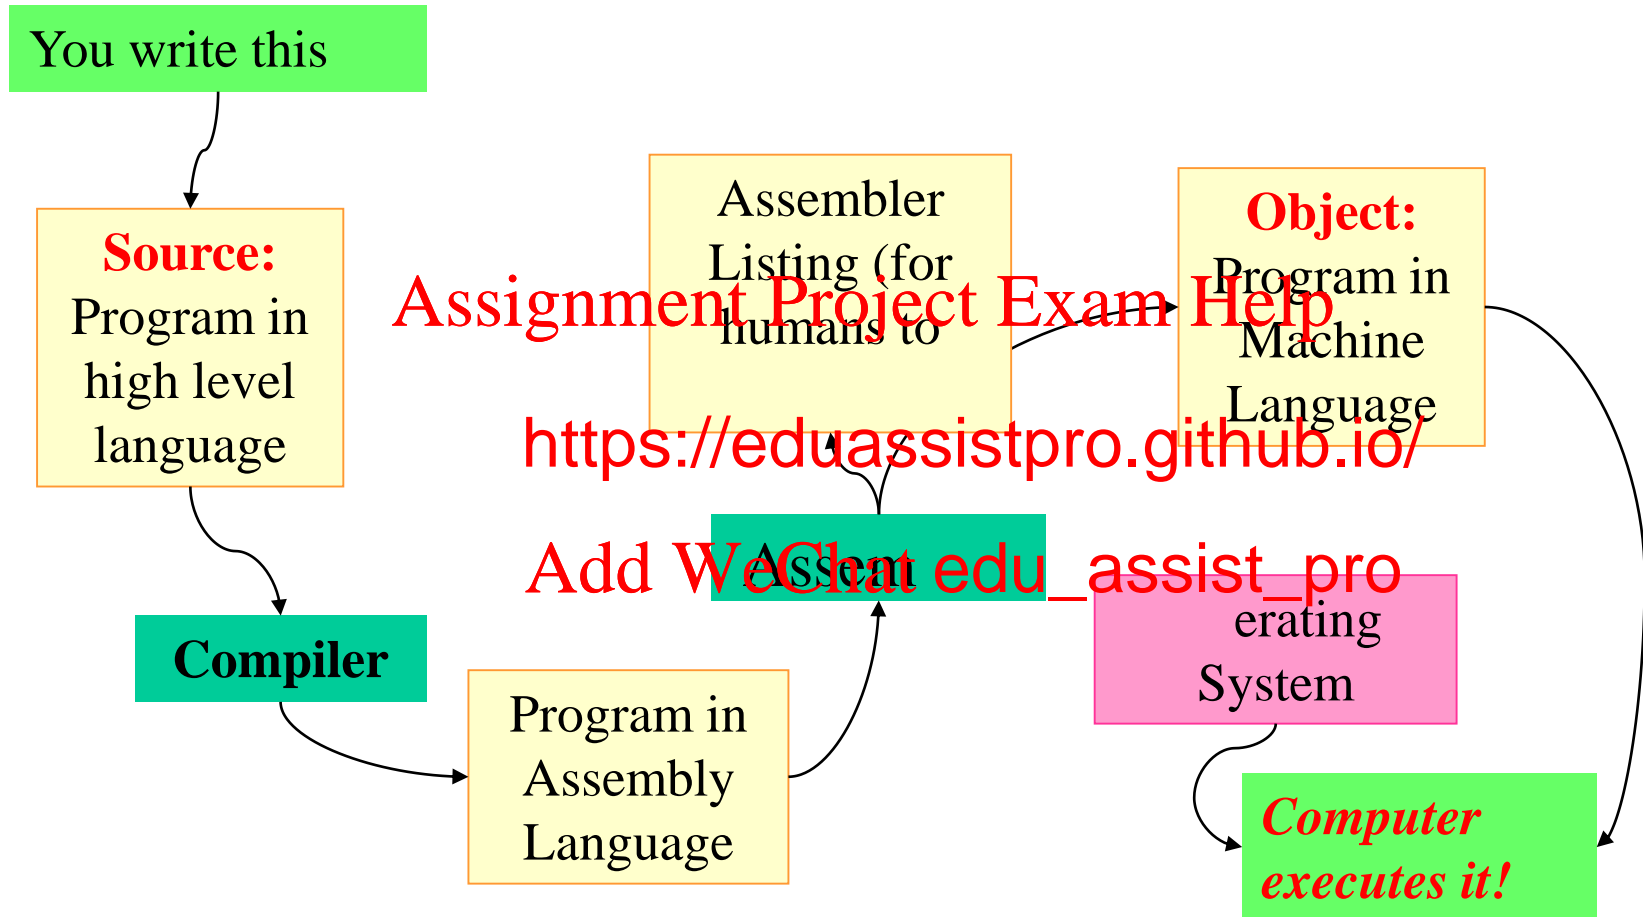 You write this
Source:
Program in
high level
language
Compiler
Program in
Assembly
Language
Assem
Assembler
Listing (for
humans to
Object:
Program in
Machine
Language
erating
System
Computer
executes it!
Assignment Project Exam Help
https://eduassistpro.github.io/
Add WeChat edu_assist_pro